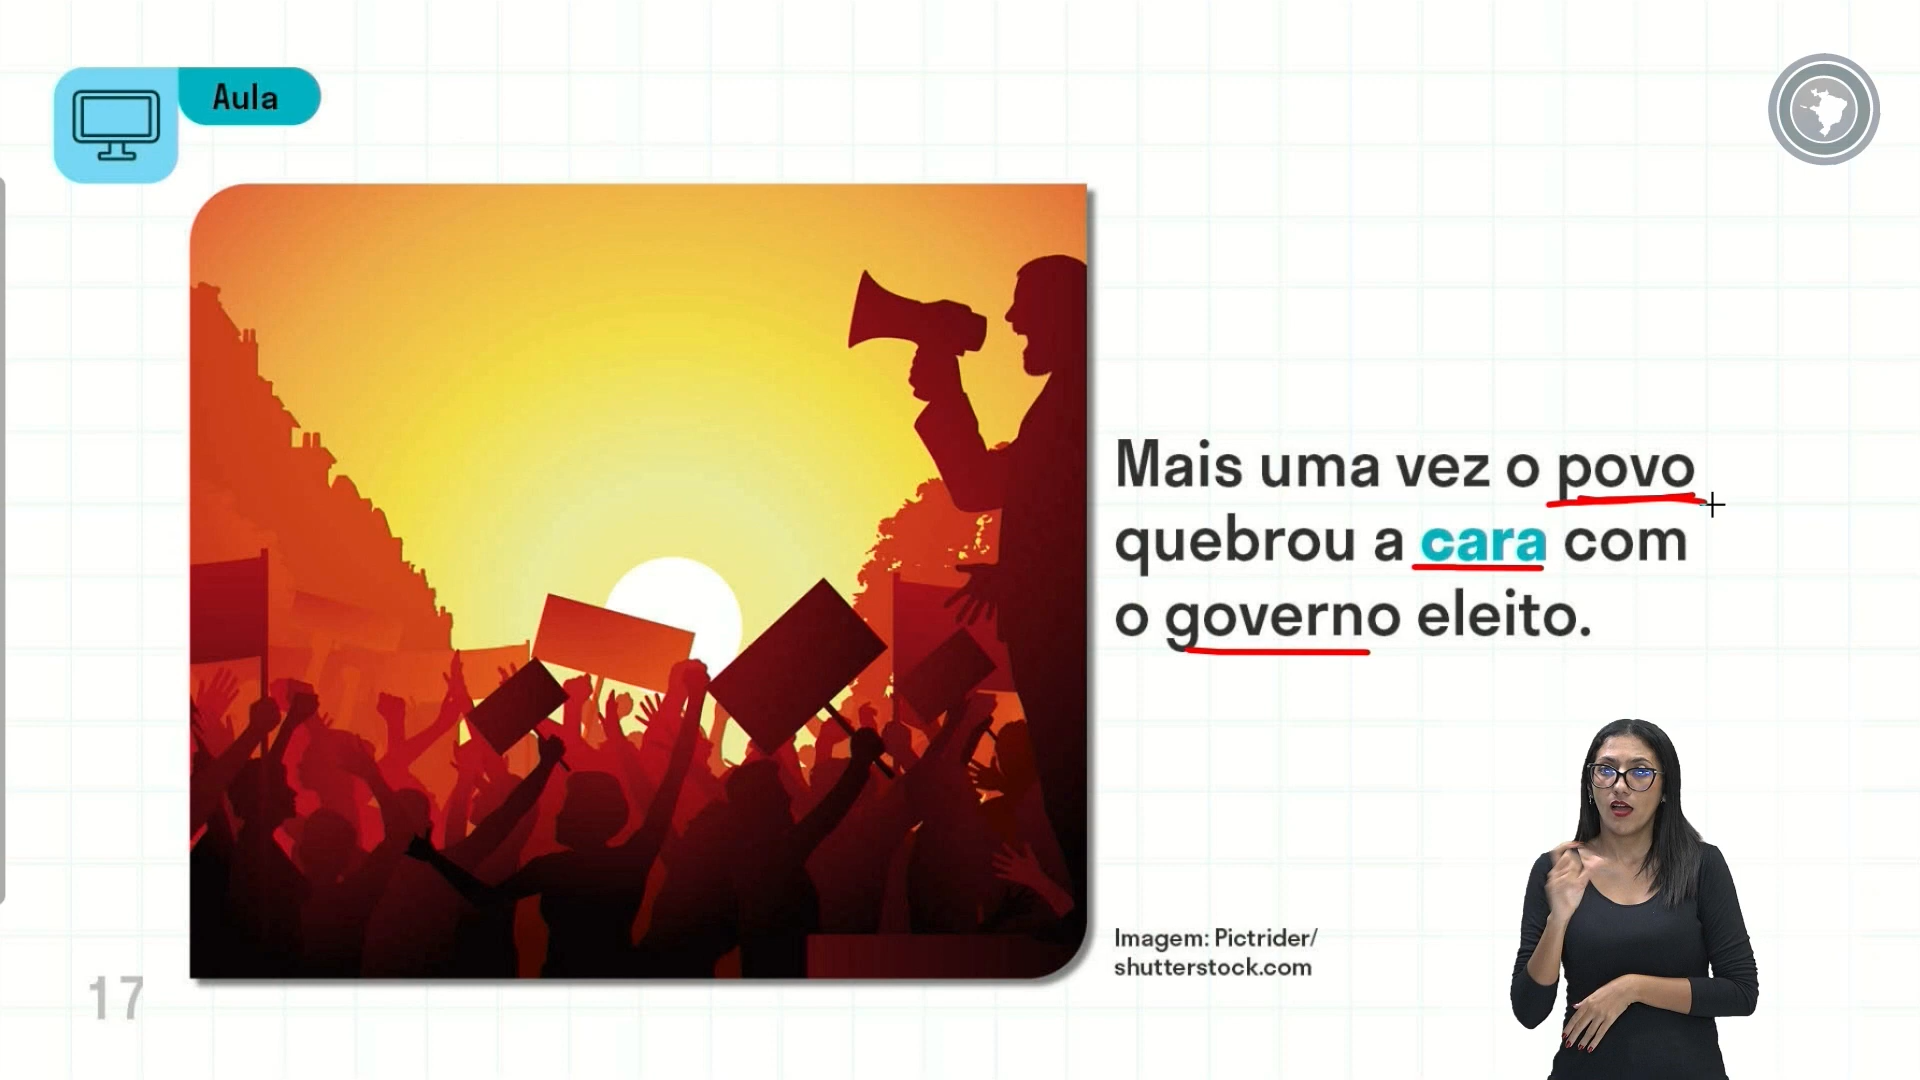 Aula
Mais uma vez o povo
quebrou a cara com
o governo eleito.
Imagem: Pictrider/
shutterstock.com
17